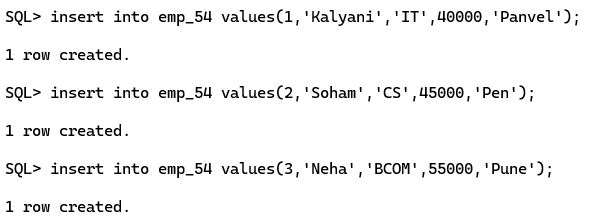 SQL> insert into emp_54 values(1,'Kalyani','IT',40000,'Panvel');
1 row created.
SQL> insert into emp_54 values(2,'Soham','CS',45000,'Pen');
1 row created.
SQL> insert into emp_54 values(3,'Neha','BCOM',55000,'Pune');
1 row created.